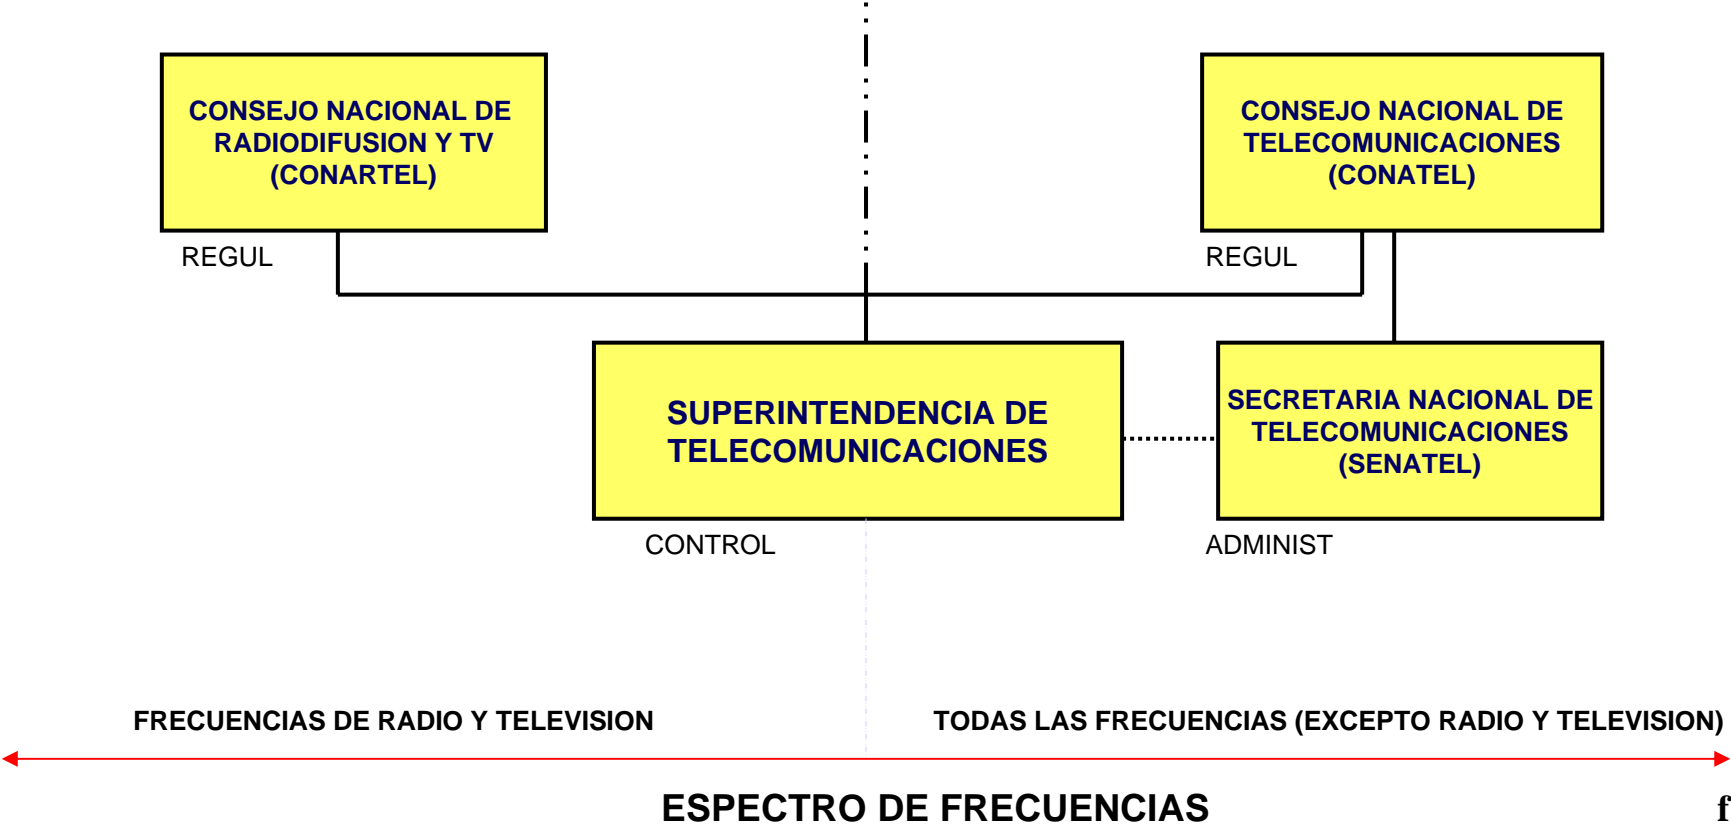 CONSEJO NACIONAL DE
RADIODIFUSION Y TV
(CONARTEL)
CONSEJO NACIONAL DE
TELECOMUNICACIONES
(CONATEL)
REGUL
REGUL
SUPERINTENDENCIA DE
TELECOMUNICACIONES
SECRETARIA NACIONAL DE
TELECOMUNICACIONES
(SENATEL)
CONTROL
ADMINIST
FRECUENCIAS DE RADIO Y TELEVISION
TODAS LAS FRECUENCIAS (EXCEPTO RADIO Y TELEVISION)
ESPECTRO DE FRECUENCIAS
f